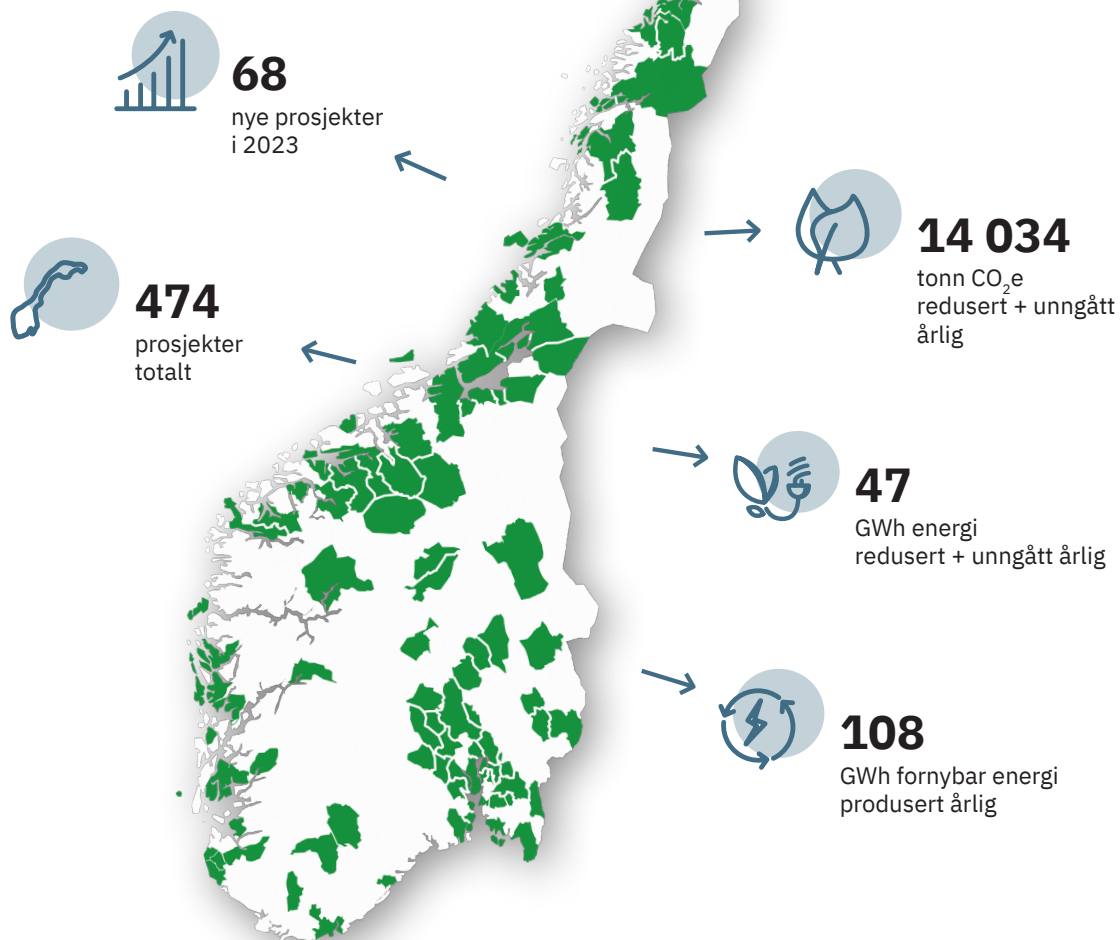 68
nye prosjekter
i 2023
474
prosjekter
totalt
14 034
tonn CO₂e
redusert + unngått
årlig
47
GWh energi
redusert + unngått årlig
108
GWh fornybar energi
produsert årlig